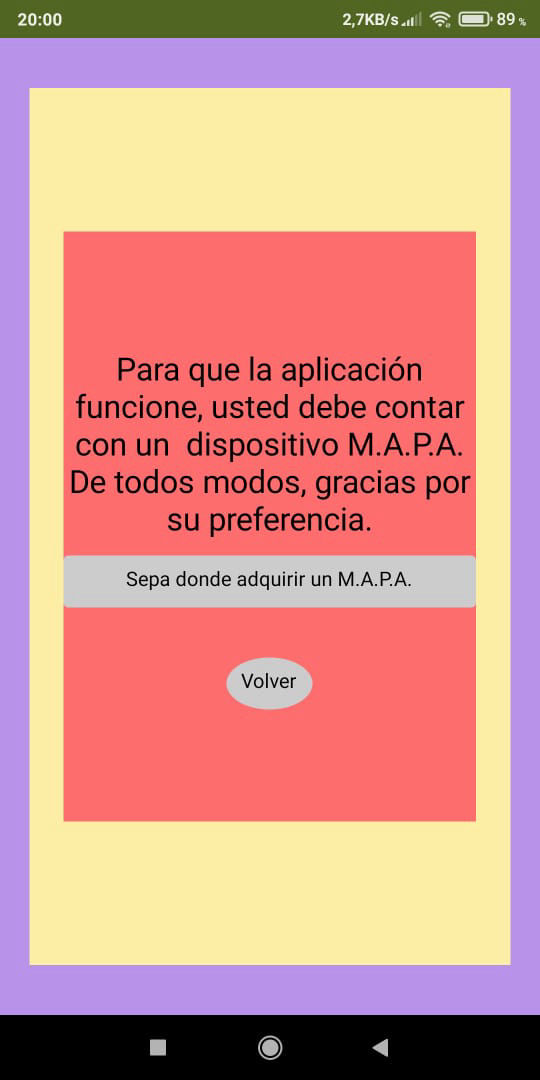 20:00
2,7KB/s
89 %
Para que la aplicación
funcione, usted debe contar
con un  dispositivo M.A.P.A.
De todos modos, gracias por
su preferencia.
Sepa donde adquirir un M.A.P.A.
Volver